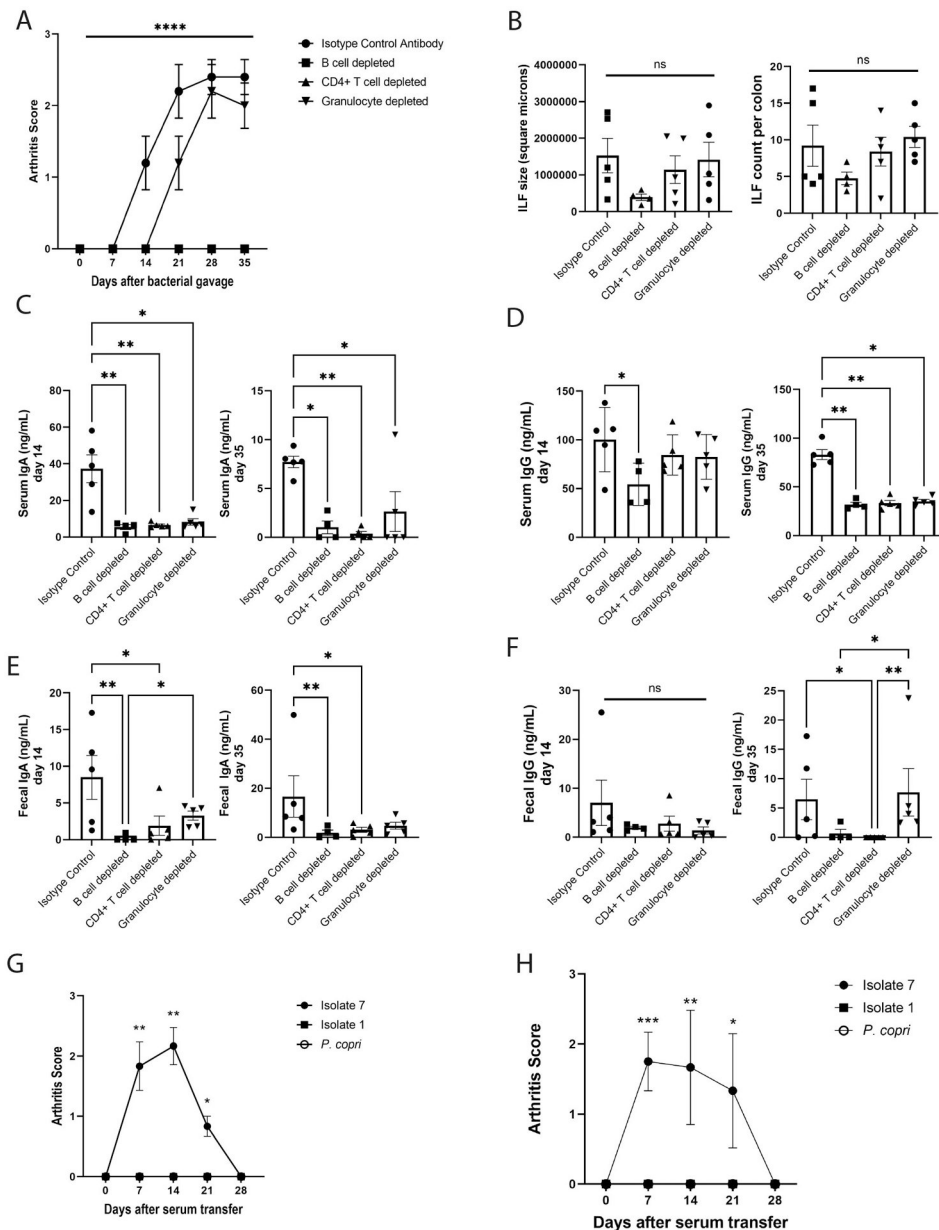 A
****
3
2
1
0
Arthritis Score
0 7 14 21 28 35
Days after bacterial gavage
Isotype Control Antibody
B cell depleted
CD4+ T cell depleted
Granulocyte depleted
B
ns
4000000
3000000
2000000
1000000
0
ILF size (square microns)
Isotype Control
B cell depleted
CD4+ T cell depleted
Granulocyte depleted
ns
20
15
10
5
0
ILF count per colon
Isotype Control
B cell depleted
CD4+ T cell depleted
Granulocyte depleted
C
*
**
**
60
40
20
0
Serum IgA (ng/mL)
day 14
Isotype Control
B cell depleted
CD4+ T cell depleted
Granulocyte depleted
*
**
*
15
10
5
0
Serum IgA (ng/mL)
day 35
Isotype Control
B cell depleted
CD4+ T cell depleted
Granulocyte depleted
D
*
150
100
50
Serum IgG (ng/mL)
day 14
Isotype Control
B cell depleted
CD4+ T cell depleted
Granulocyte depleted
*
**
**
150
100
50
0
Serum IgG (ng/mL)
day 35
Isotype Control
B cell depleted
CD4+ T cell depleted
Granulocyte depleted
E
*
**
*
20
15
10
5
0
Fecal IgA (ng/mL)
day 14
Isotype Control
B cell depleted
CD4+ T cell depleted
Granulocyte depleted
*
**
60
40
20
0
Fecal IgA (ng/mL)
day 35
Isotype Control
B cell depleted
CD4+ T cell depleted
Granulocyte depleted
F
ns
30
20
10
0
Fecal IgG (ng/mL)
day 14
Isotype Control
B cell depleted
CD4+ T cell depleted
Granulocyte depleted
*
*
**
25
20
15
10
5
0
Fecal IgG (ng/mL)
day 35
Isotype Control
B cell depleted
CD4+ T cell depleted
Granulocyte depleted
G
3
2
1
0
Arthritis Score
** ** *
0 7 14 21 28
Days after serum transfer
Isolate 7
Isolate 1
P. copri
H
3
2
1
0
Arthritis Score
*** ** *
0 7 14 21 28
Days after serum transfer
Isolate 7
Isolate 1
P. copri